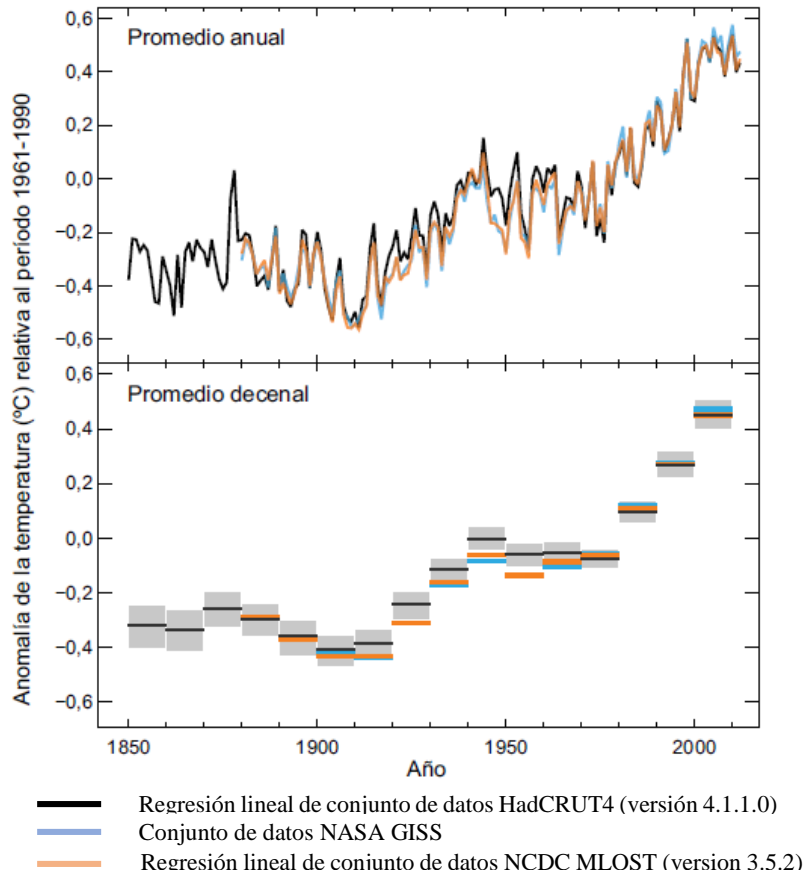 Anomalía de la temperatura (ºC) relativa al período 1961-1990
Promedio anual
0,6
0,4
0,2
0,0
−0,2
−0,4
−0,6
Promedio decenal
0,6
0,4
0,2
0,0
−0,2
−0,4
−0,6
1850 1900 1950 2000
Año
Regresión lineal de conjunto de datos HadCRUT4 (versión 4.1.1.0)
Conjunto de datos NASA GISS
Regresión lineal de conjunto de datos NCDC MLOST (version 3.5.2)